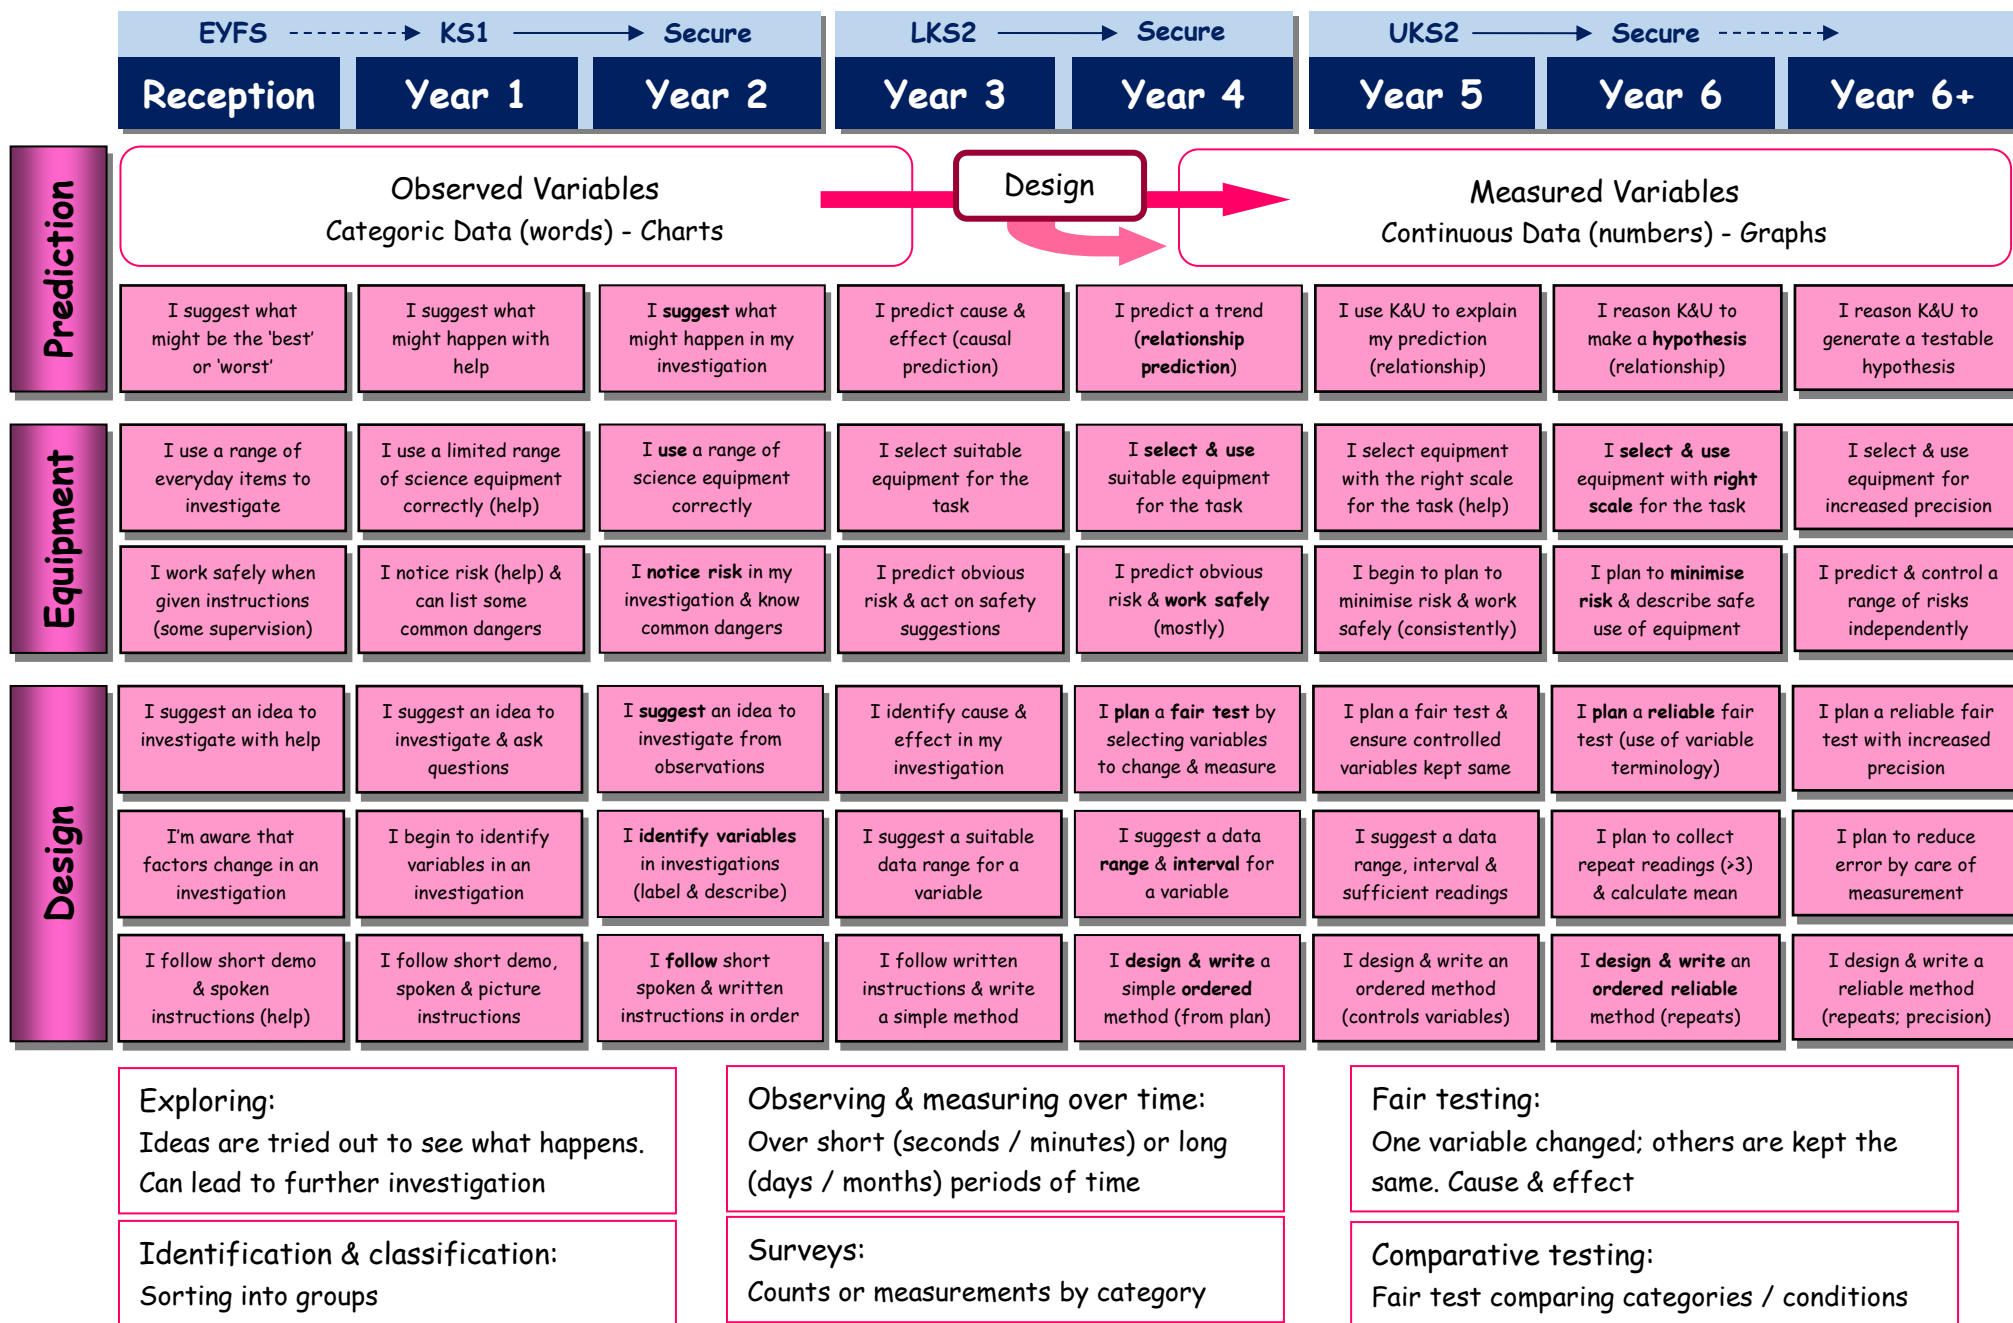 EYFS KS1 Secure LKS2 Secure UKS2 Secure
Reception Year 1 Year 2 Year 3 Year 4 Year 5 Year 6 Year 6+
Prediction
Observed Variables
Categoric Data (words) - Charts
Design
Measured Variables
Continuous Data (numbers) - Graphs
I suggest what
might be the ‘best’
or ‘worst’
I suggest what
might happen with
help
I suggest what
might happen in my
investigation
I predict cause &
effect (causal
prediction)
I predict a trend
(relationship
prediction)
I use K&U to explain
my prediction
(relationship)
I reason K&U to
make a hypothesis
(relationship)
I reason K&U to
generate a testable
hypothesis
Equipment
I use a range of
everyday items to
investigate
I use a limited range
of science equipment
correctly (help)
I use a range of
science equipment
correctly
I select suitable
equipment for the
task
I select & use
suitable equipment
for the task
I select equipment
with the right scale
for the task (help)
I select & use
equipment with right
scale for the task
I select & use
equipment for
increased precision
I work safely when
given instructions
(some supervision)
I notice risk (help) &
can list some
common dangers
I notice risk in my
investigation & know
common dangers
I predict obvious
risk & act on safety
suggestions
I predict obvious
risk & work safely
(mostly)
I begin to plan to
minimise risk & work
safely (consistently)
I plan to minimise
risk & describe safe
use of equipment
I predict & control a
range of risks
independently
Design
I suggest an idea to
investigate with help
I suggest an idea to
investigate & ask
questions
I suggest an idea to
investigate from
observations
I identify cause &
effect in my
investigation
I plan a fair test by
selecting variables
to change & measure
I plan a fair test &
ensure controlled
variables kept same
I plan a reliable fair
test (use of variable
terminology)
I plan a reliable fair
test with increased
precision
I’m aware that
factors change in an
investigation
I begin to identify
variables in an
investigation
I identify variables
in investigations
(label & describe)
I suggest a suitable
data range for a
variable
I suggest a data
range & interval for
a variable
I suggest a data
range, interval &
sufficient readings
I plan to collect
repeat readings (>3)
& calculate mean
I plan to reduce
error by care of
measurement
I follow short demo
& spoken
instructions (help)
I follow short demo,
spoken & picture
instructions
I follow short
spoken & written
instructions in order
I follow written
instructions & write
a simple method
I design & write a
simple ordered
method (from plan)
I design & write an
ordered method
(controls variables)
I design & write an
ordered reliable
method (repeats)
I design & write a
reliable method
(repeats; precision)
Exploring:
Ideas are tried out to see what happens.
Can lead to further investigation
Observing & measuring over time:
Over short (seconds / minutes) or long
(days / months) periods of time
Fair testing:
One variable changed; others are kept the
same. Cause & effect
Identification & classification:
Sorting into groups
Surveys:
Counts or measurements by category
Comparative testing:
Fair test comparing categories / conditions